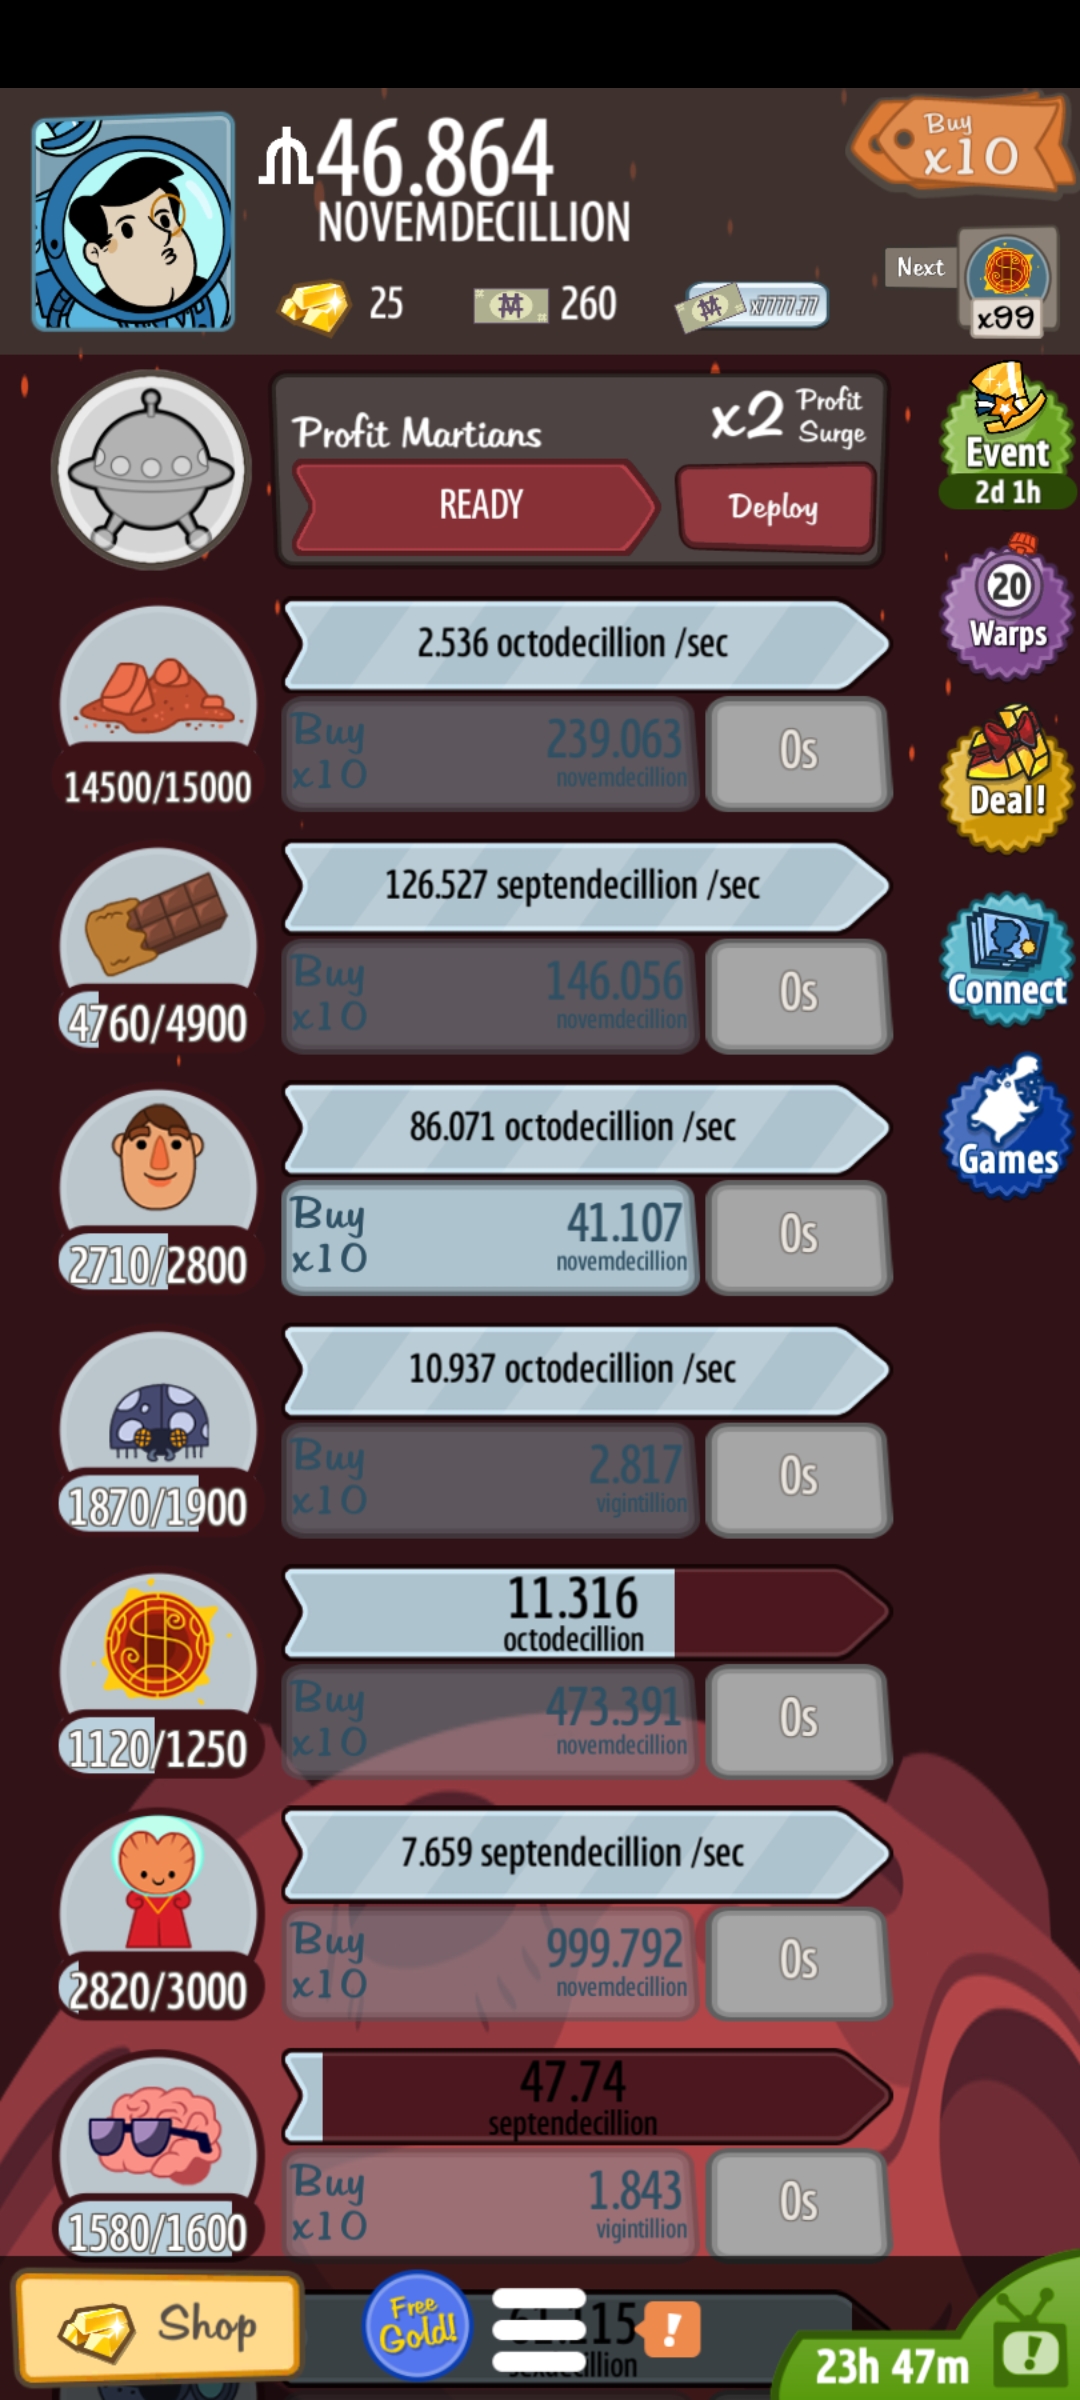 46.864
NOVEMDECILLION
Buy
x10
25
260
x7777.77
Next
x99
Profit Martians
x2 Profit Surge
READY
Deploy
Event
2d 1h
20
Warps
Deal!
Connect
Games
2.536 octodecillion /sec
Buy x10
239.063
novemdecillion
0s
14500/15000
126.527 septendecillion /sec
Buy x10
146.056
novemdecillion
0s
4760/4900
86.071 octodecillion /sec
Buy x10
41.107
novemdecillion
0s
2710/2800
10.937 octodecillion /sec
Buy x10
2.817
vigintillion
0s
1870/1900
11.316
octodecillion
Buy x10
473.391
novemdecillion
0s
1120/1250
7.659 septendecillion /sec
Buy x10
999.792
novemdecillion
0s
2820/3000
47.74
septendecillion
Buy x10
1.843
vigintillion
0s
1580/1600
Shop
Free Gold!
!
23h 47m
!